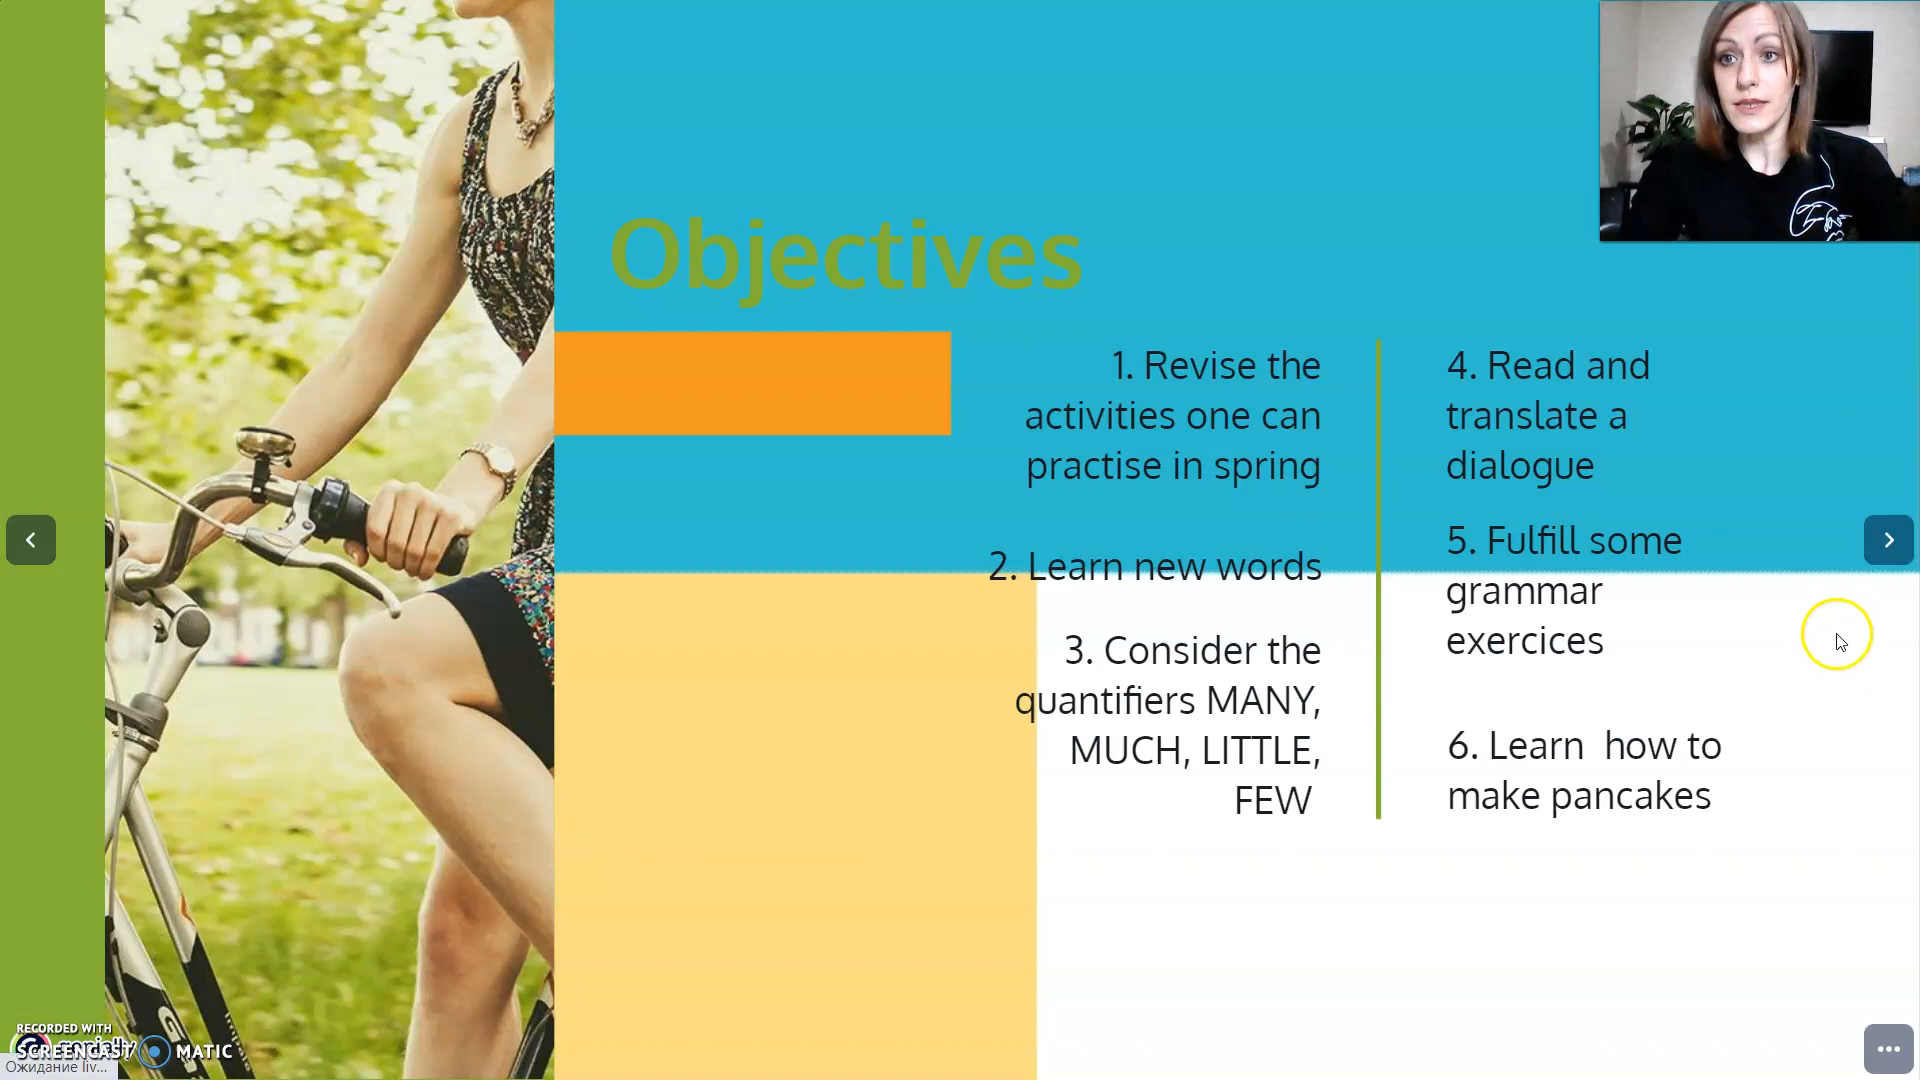 Objectives
1. Revise the
activities one can
practise in spring
2. Learn new words
3. Consider the
quantifiers MANY,
MUCH, LITTLE,
FEW
4. Read and
translate a
dialogue
5. Fulfill some
grammar
exercices
6. Learn how to
make pancakes
RECORDED WITH
SCREENCAST MATIC
Ожидание liv...